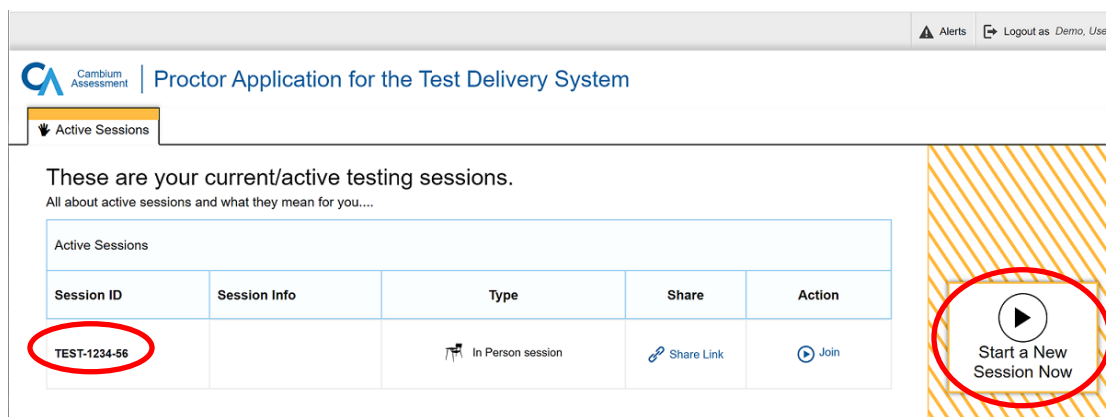 Alerts Logout as Demo, Use
CA Cambium Assessment Proctor Application for the Test Delivery System
Active Sessions
These are your current/active testing sessions.
All about active sessions and what they mean for you....
Active Sessions
Session ID Session Info Type Share Action
TEST-1234-56 In Person session Share Link Join
Start a New
Session Now